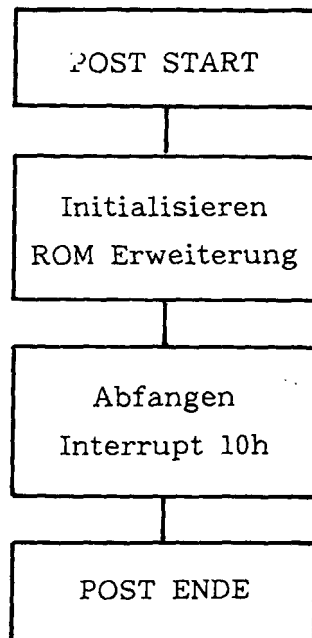 POST START
Initialisieren
ROM Erweiterung
Abfangen
Interrupt 10h
POST ENDE